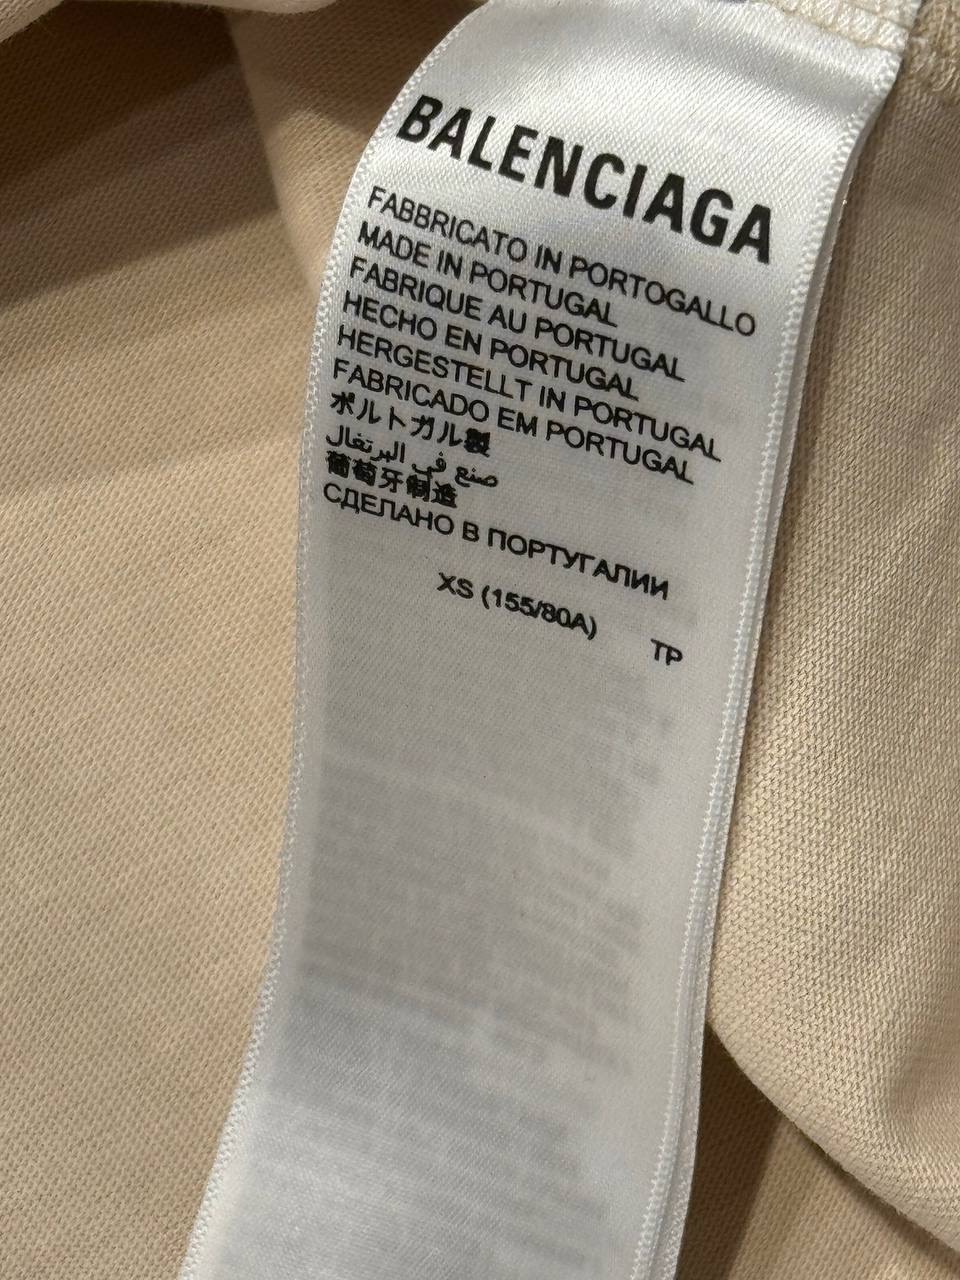 BALENCIAGA
FABBRICATO IN PORTOGALLO
MADE IN PORTUGAL
FABRIQUE AU PORTUGAL
HECHO EN PORTUGAL
HERGESTELLT IN PORTUGAL
FABRICADO EM PORTUGAL
ポルトガル製
صنع في البرتغال
葡萄牙制造
СДЕЛАНО В ПОРТУГАЛИИ
XS (155/80A) TP